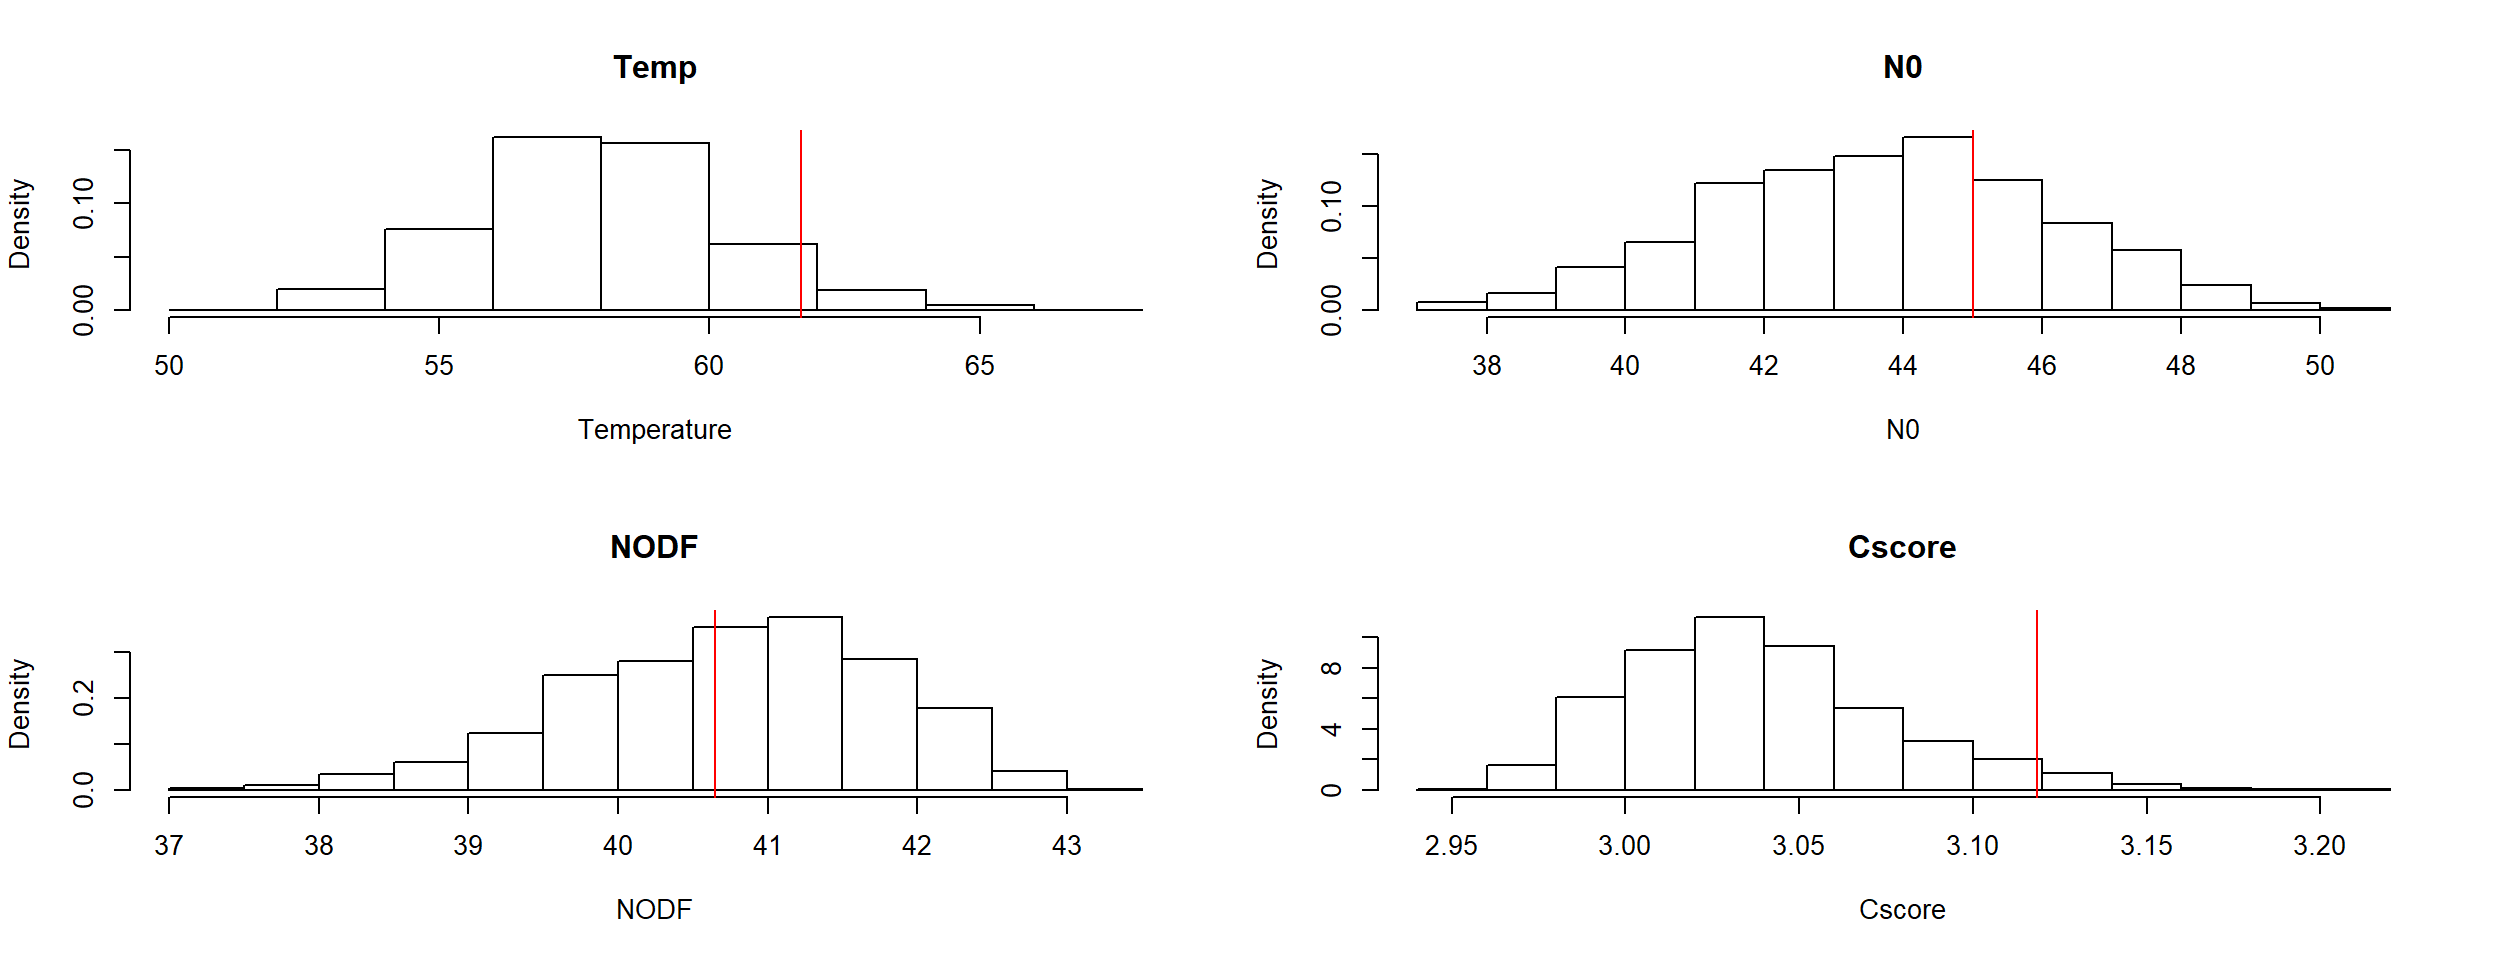 Temp
Density
0.00 0.10
50 55 60 65
Temperature
N0
Density
0.00 0.10
38 40 42 44 46 48 50
N0
NODF
Density
0.0 0.2
37 38 39 40 41 42 43
NODF
Cscore
Density
0 4 8
2.95 3.00 3.05 3.10 3.15 3.20
Cscore